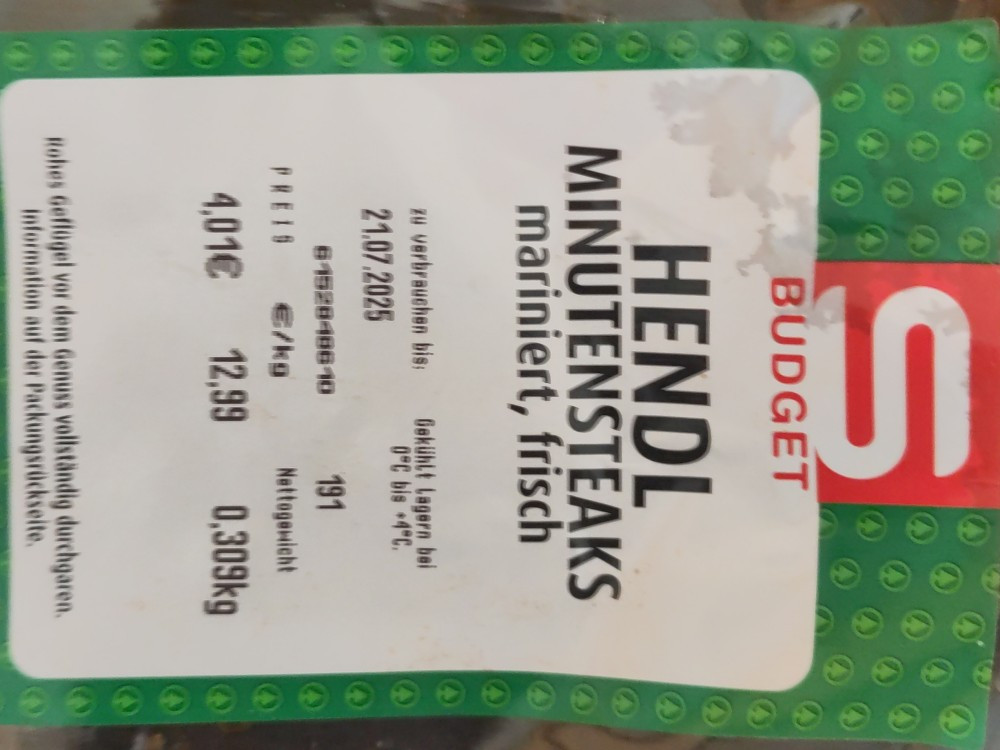 S
BUDGET
HENDL
MINUTENSTEAKS
mariniert, frisch
zu verbrauchen bis: Gekühlt lagern bei
21.07.2025 0°C bis +4°C.
6152848610 191
PREIS €/kg Nettogewicht
4,01€ 12,99 0,309kg
Rohes Geflügel vor dem Genuss vollständig durchgaren.
Information auf der Packungsrückseite.